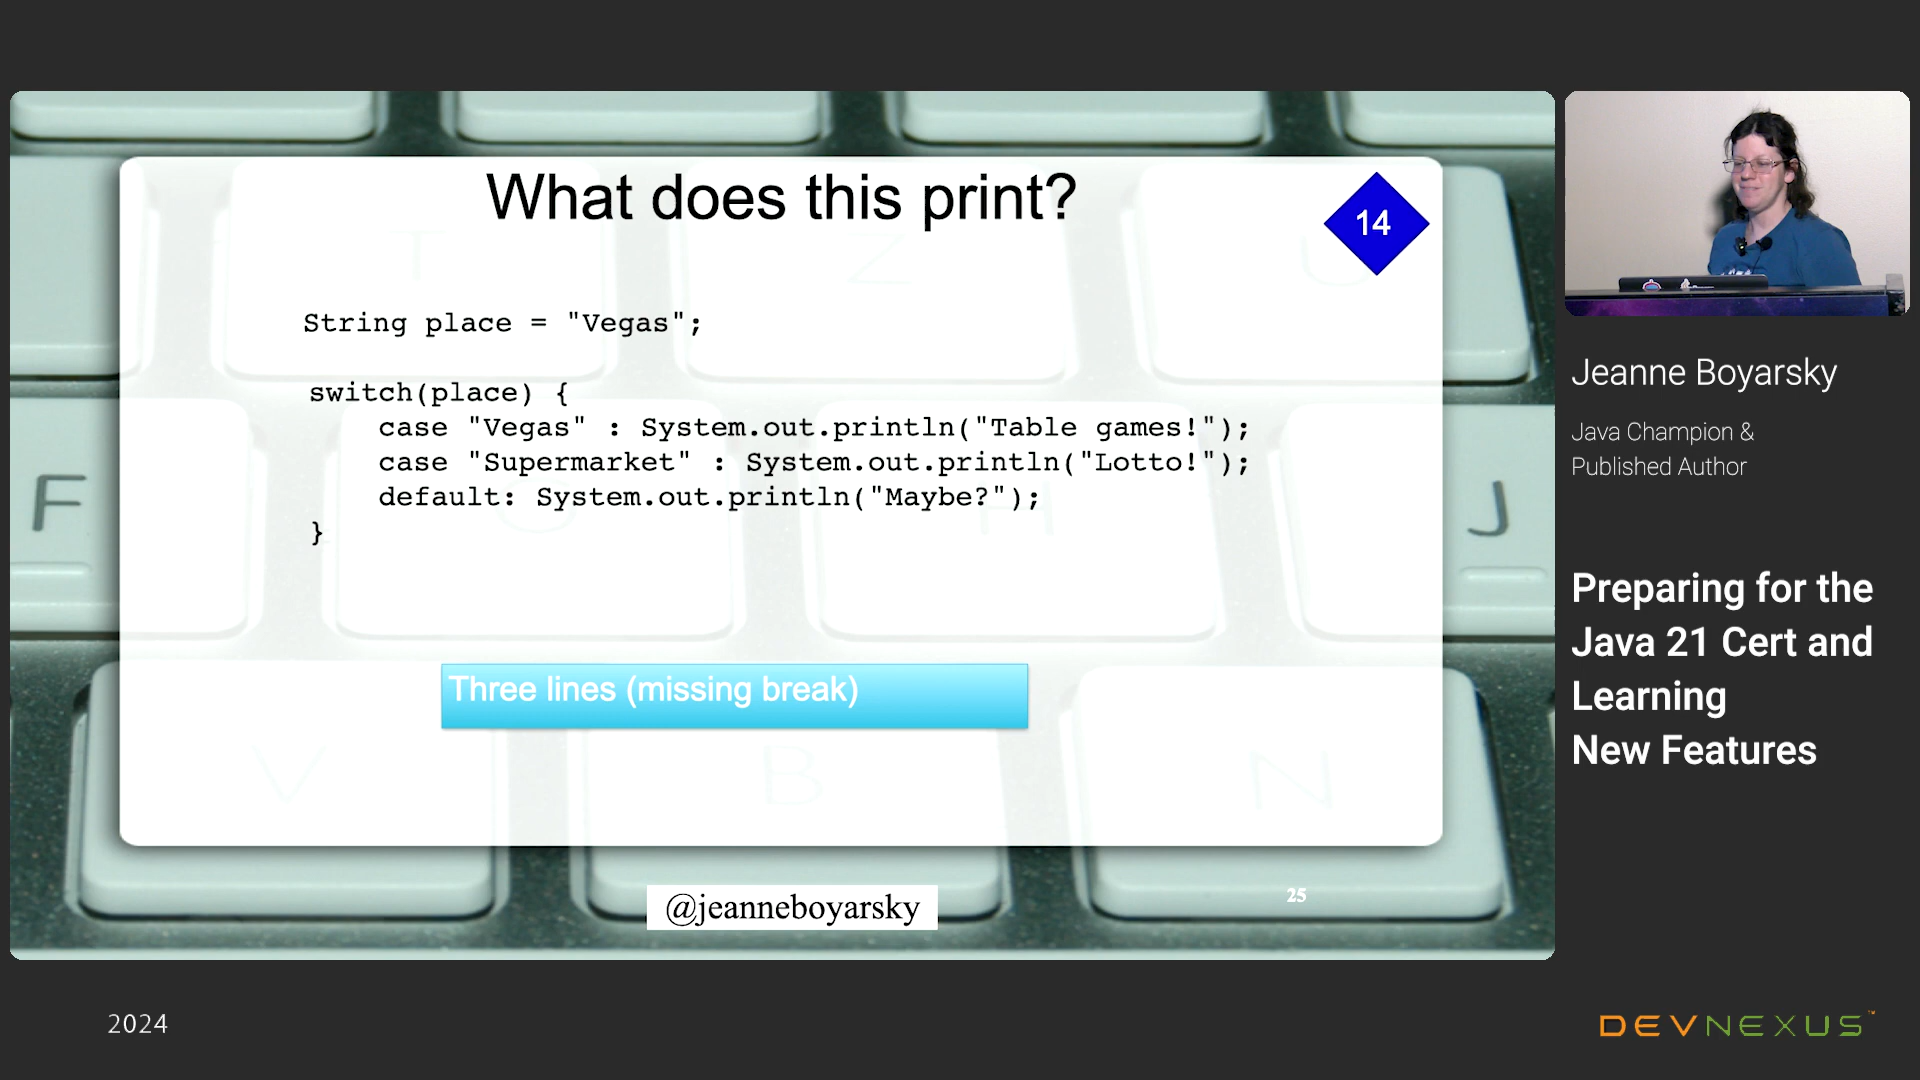 What does this print?
14
String place = "Vegas";
switch(place) {
case "Vegas" : System.out.println("Table games!");
case "Supermarket" : System.out.println("Lotto!");
default: System.out.println("Maybe?");
}
Three lines (missing break)
@jeanneboyarsky
25
F
J
V
B
N
Jeanne Boyarsky
Java Champion &
Published Author
Preparing for the
Java 21 Cert and
Learning
New Features
2024
DEVNEXUS™